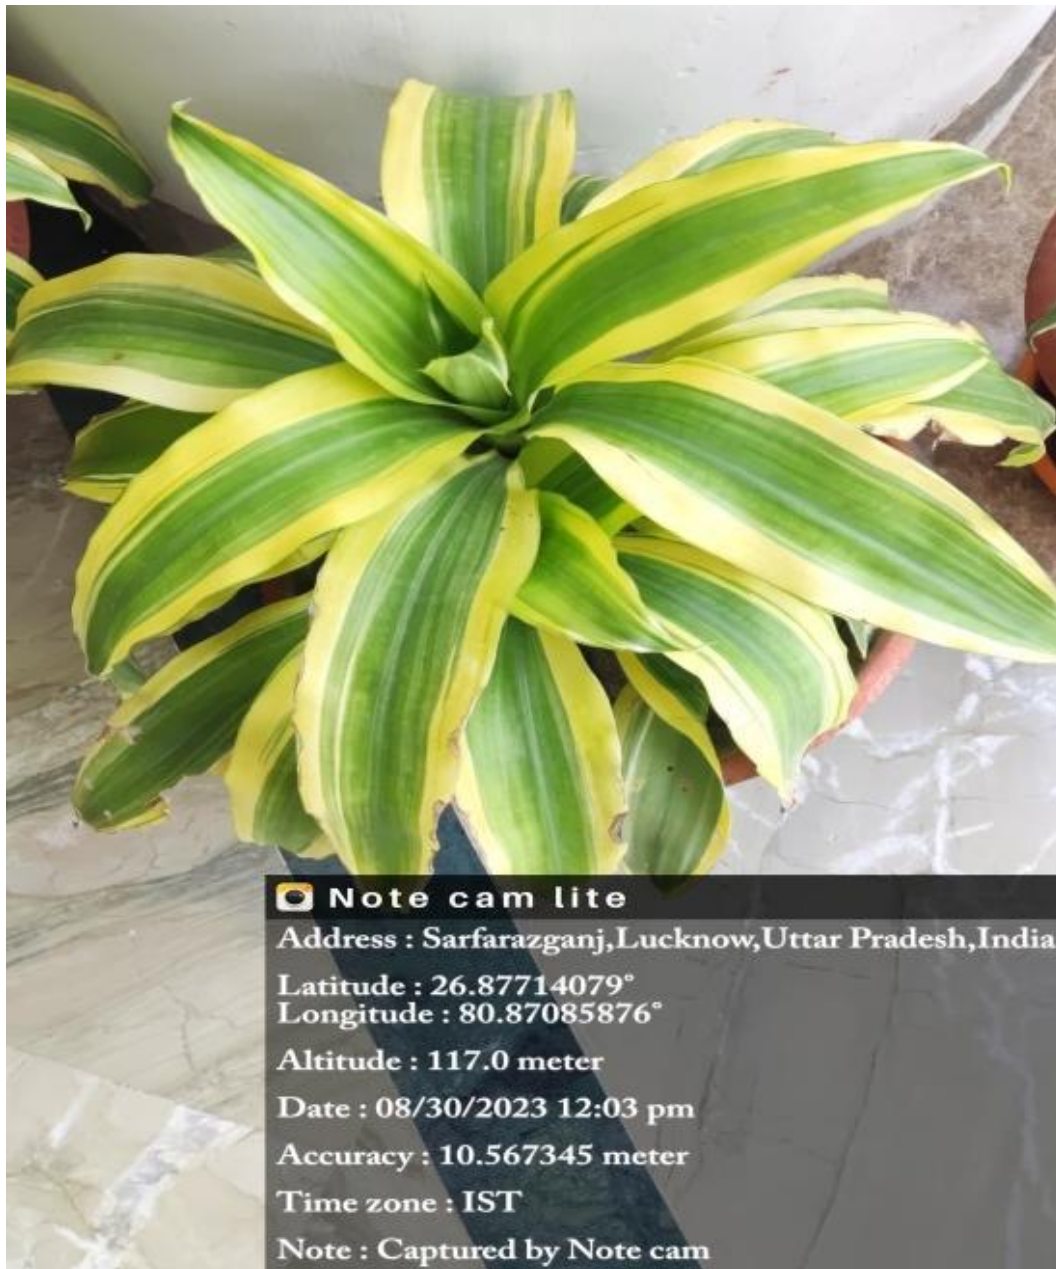 Note cam lite
Address : Sarfarazganj,Lucknow,Uttar Pradesh,India
Latitude : 26.87714079°
Longitude : 80.87085876°
Altitude : 117.0 meter
Date : 08/30/2023 12:03 pm
Accuracy : 10.567345 meter
Time zone : IST
Note : Captured by Note cam